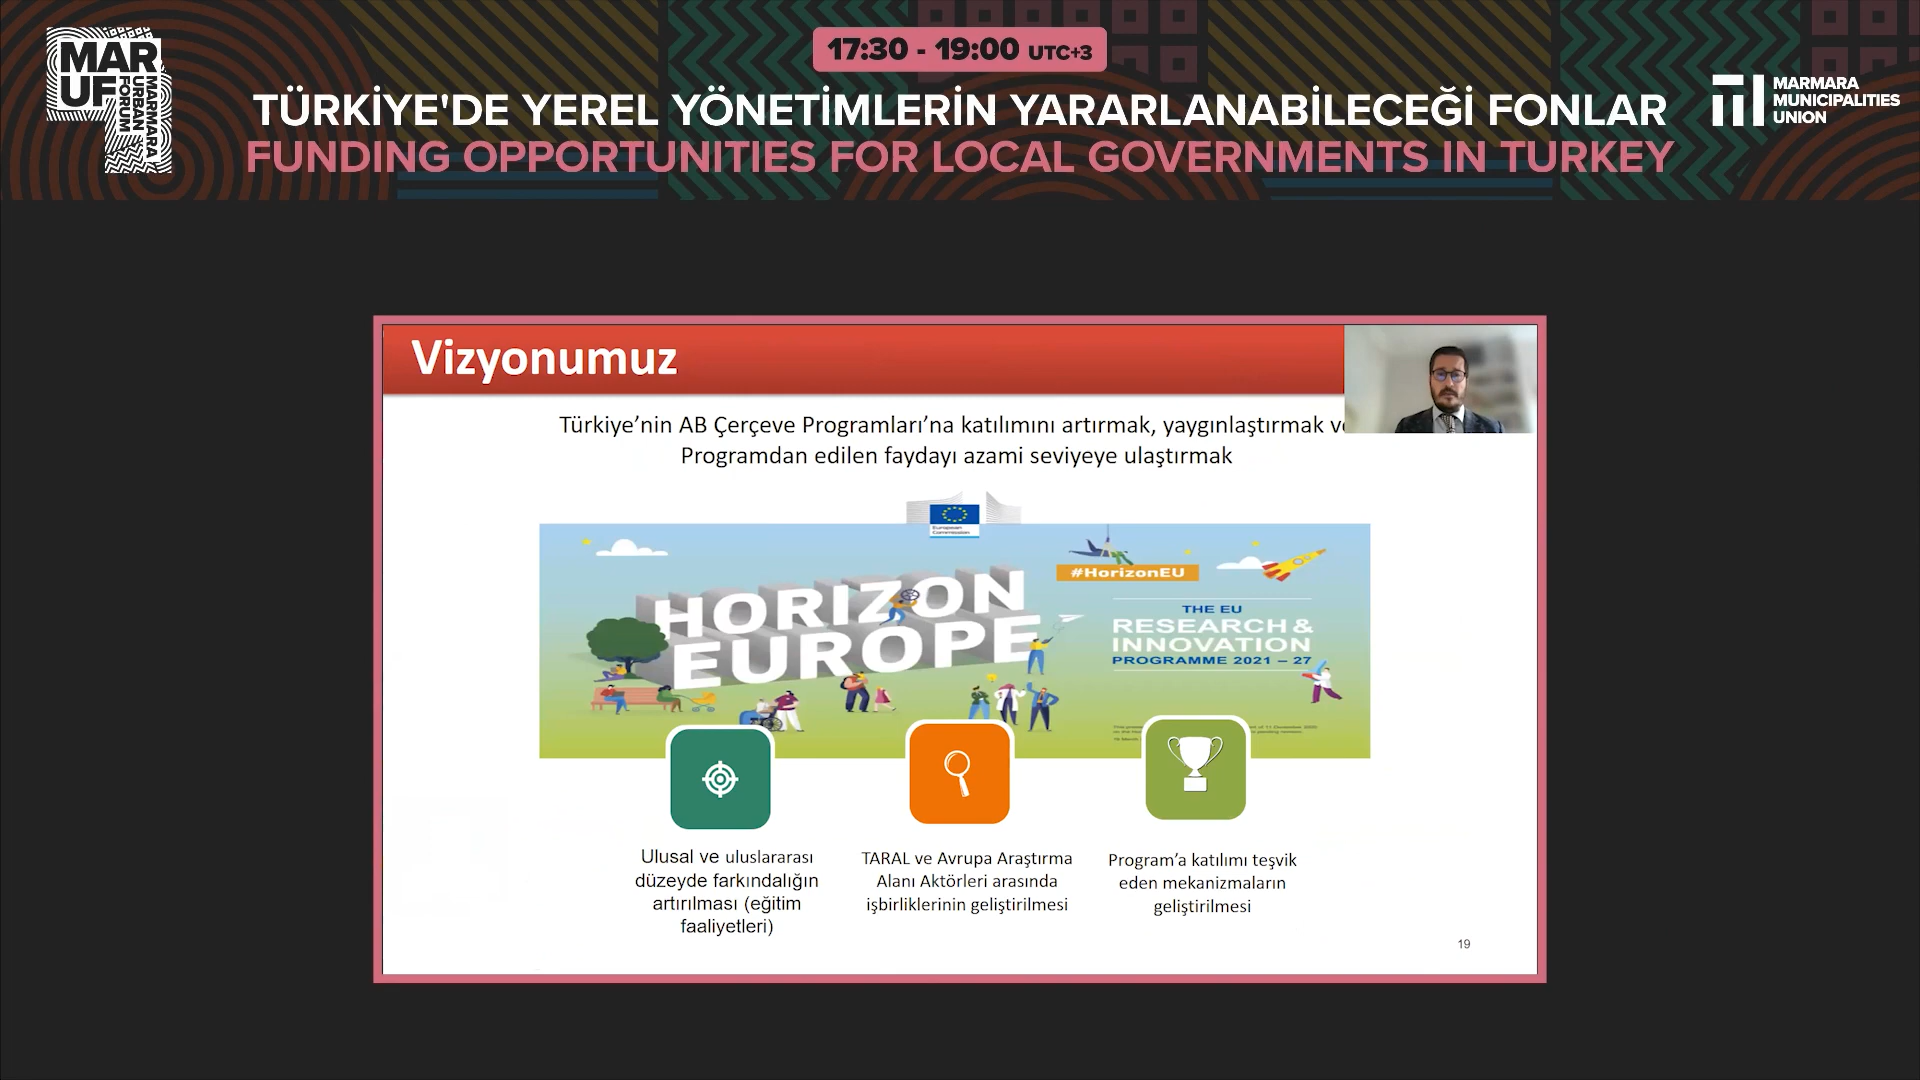 MAR
UF
MARMARA
URBAN
FORUM
17:30 - 19:00 UTC+3
TÜRKİYE'DE YEREL YÖNETİMLERİN YARARLANABİLECEĞİ FONLAR
FUNDING OPPORTUNITIES FOR LOCAL GOVERNMENTS IN TURKEY
MARMARA
MUNICIPALITIES
UNION
Vizyonumuz
Türkiye’nin AB Çerçeve Programları’na katılımını artırmak, yaygınlaştırmak
Programdan edilen faydayı azami seviyeye ulaştırmak
European
Commission
HORIZON
EUROPE
#HorizonEU
THE EU
RESEARCH &
INNOVATION
PROGRAMME 2021 – 27
Ulusal ve uluslararası
düzeyde farkındalığın
artırılması (eğitim
faaliyetleri)
TARAL ve Avrupa Araştırma
Alanı Aktörleri arasında
işbirliklerinin geliştirilmesi
Program’a katılımı teşvik
eden mekanizmaların
geliştirilmesi
19